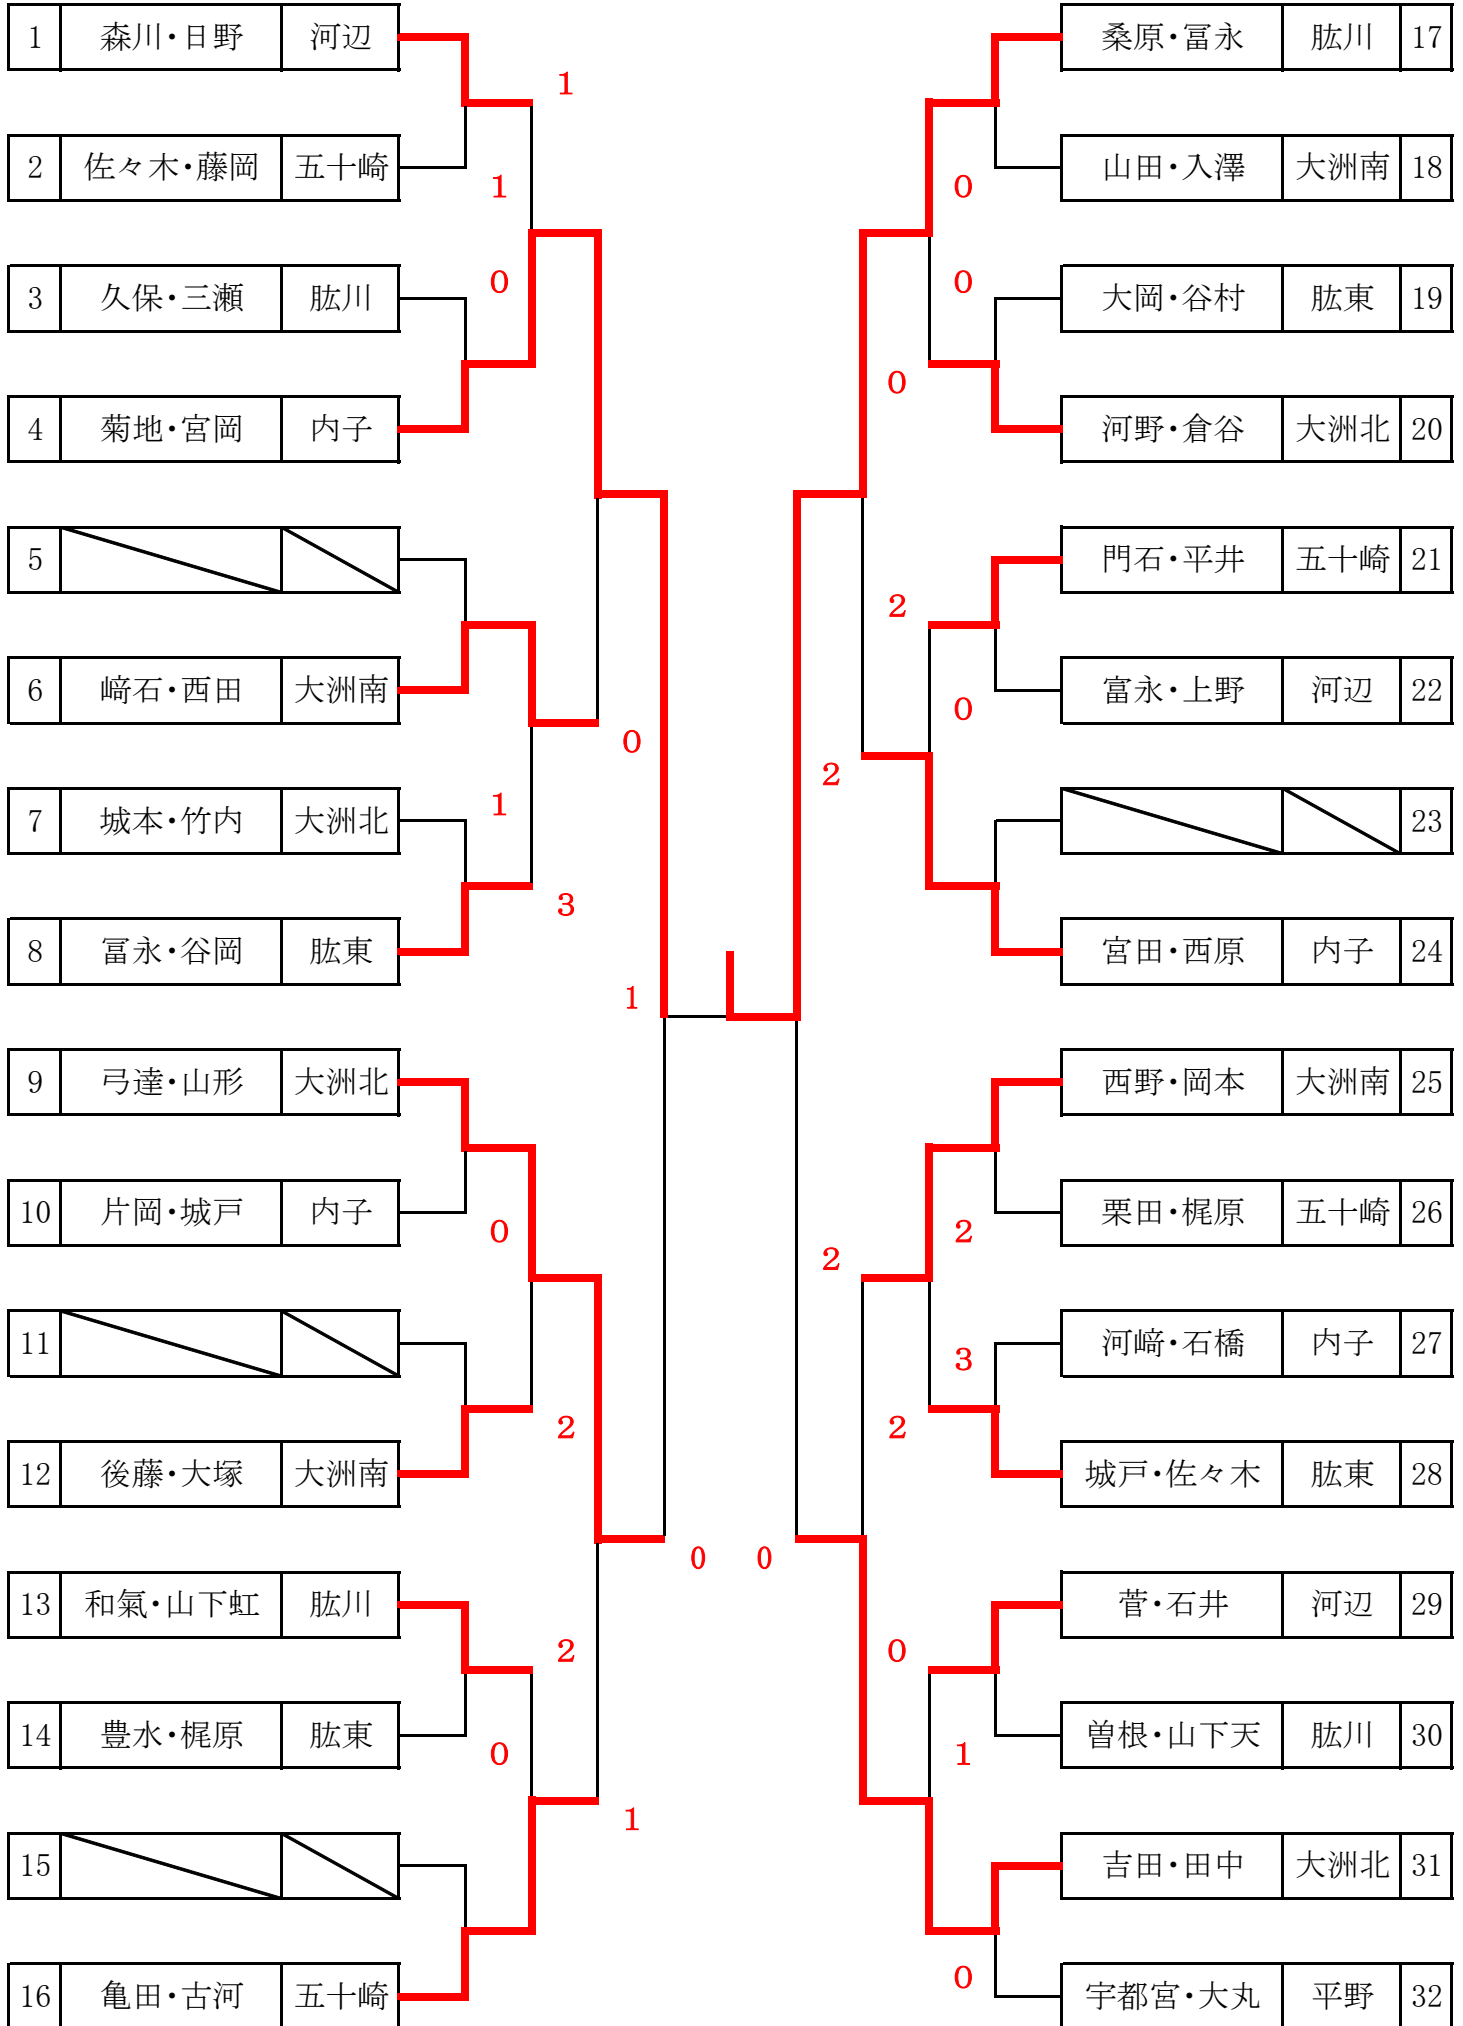 1 森川・日野 河辺
1
2 佐々木・藤岡 五十崎
1
3 久保・三瀬 肱川
0
4 菊地・宮岡 内子
5
6 﨑石・西田 大洲南
0
7 城本・竹内 大洲北
1
8 冨永・谷岡 肱東
3
1
9 弓達・山形 大洲北
10 片岡・城戸 内子
0
11
12 後藤・大塚 大洲南
2
0
13 和氣・山下虹 肱川
2
14 豊水・梶原 肱東
0
15
1
16 亀田・古河 五十崎
桑原・冨永 肱川 17
山田・入澤 大洲南 18
0
大岡・谷村 肱東 19
0
0
河野・倉谷 大洲北 20
門石・平井 五十崎 21
2
富永・上野 河辺 22
0
2
23
宮田・西原 内子 24
西野・岡本 大洲南 25
栗田・梶原 五十崎 26
2
2
河﨑・石橋 内子 27
3
2
城戸・佐々木 肱東 28
0
菅・石井 河辺 29
0
曽根・山下天 肱川 30
1
吉田・田中 大洲北 31
0
宇都宮・大丸 平野 32